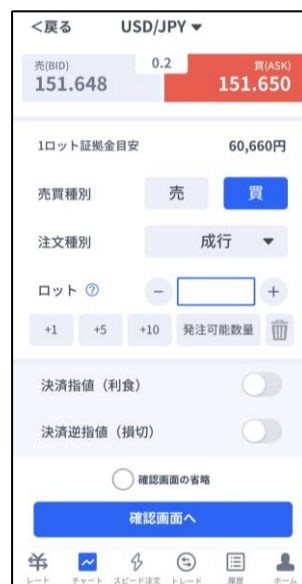 <戻る USD/JPY ▼
売(BID) 0.2 買(ASK)
151.648 151.650
1ロット証拠金目安 60,660円
売買種別 売 買
注文種別 成行 ▼
ロット ? − +
+1 +5 +10 発注可能数量
決済指値（利食）
決済逆指値（損切）
確認画面の省略
確認画面へ
レート チャート スピード注文 トレード 履歴 ホーム